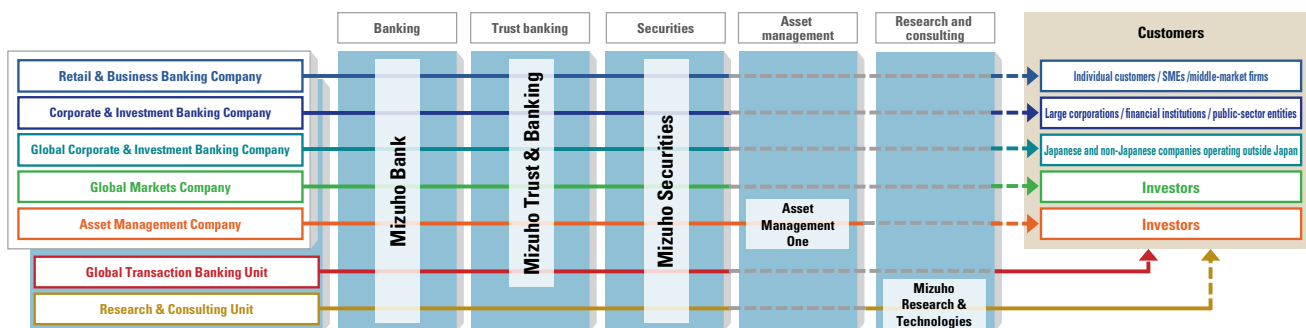 Banking
Trust banking
Securities
Asset
management
Research and
consulting
Customers
Retail & Business Banking Company
Corporate & Investment Banking Company
Global Corporate & Investment Banking Company
Global Markets Company
Asset Management Company
Global Transaction Banking Unit
Research & Consulting Unit
Mizuho Bank
Mizuho Trust & Banking
Mizuho Securities
Asset
Management
One
Mizuho
Research &
Technologies
Individual customers / SMEs /middle-market firms
Large corporations / financial institutions / public-sector entities
Japanese and non-Japanese companies operating outside Japan
Investors
Investors